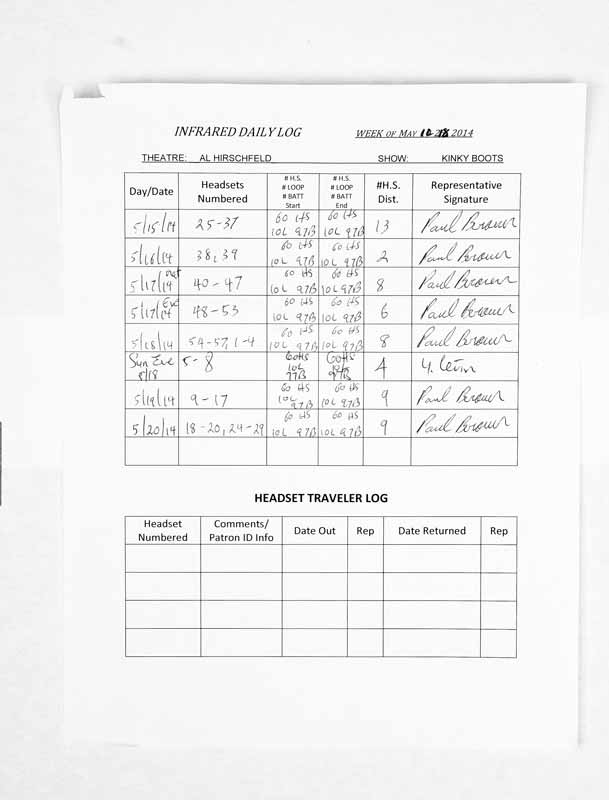 INFRARED DAILY LOG WEEK OF MAY 2014
THEATRE: AL HIRSCHFELD SHOW: KINKY BOOTS
Day/Date Headsets Numbered # H.S. # LOOP # BATT Start # H.S. # LOOP # BATT End #H.S. Dist. Representative Signature
5/15/14 25-37 60 HS 10L 97B 60 HS 10L 97B 13 Paul Brown
5/16/14 38,39 60 HS 10L 97B 60 HS 10L 97B 2 Paul Brown
5/17/14 mat 40-47 60 HS 10L 97B 60 HS 10L 97B 8 Paul Brown
5/17/14 Eve 48-53 60 HS 10L 97B 60 HS 10L 97B 6 Paul Brown
5/18/14 54-57, 1-4 60 HS 10L 97B 60 HS 10L 97B 8 Paul Brown
Sun Eve 5/18 5-8 60HS 10L 97B 60HS 10L 97B 4 Y. Levin
5/19/14 9-17 60 HS 10L 97B 60 HS 10L 97B 9 Paul Brown
5/20/14 18-20, 24-29 60 HS 10L 97B 60 HS 10L 97B 9 Paul Brown
HEADSET TRAVELER LOG
Headset Numbered Comments/ Patron ID Info Date Out Rep Date Returned Rep